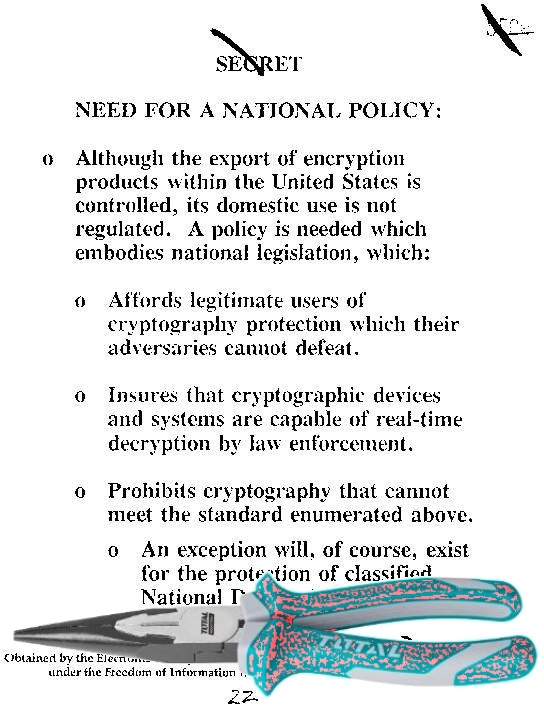 SECRET
NEED FOR A NATIONAL POLICY:
o Although the export of encryption
products within the United States is
controlled, its domestic use is not
regulated. A policy is needed which
embodies national legislation, which:
o Affords legitimate users of
cryptography protection which their
adversaries cannot defeat.
o Insures that cryptographic devices
and systems are capable of real-time
decryption by law enforcement.
o Prohibits cryptography that cannot
meet the standard enumerated above.
o An exception will, of course, exist
for the protection of classified
National
TOTAL
TOTAL
Obtained by the
under the Freedom of Information
22